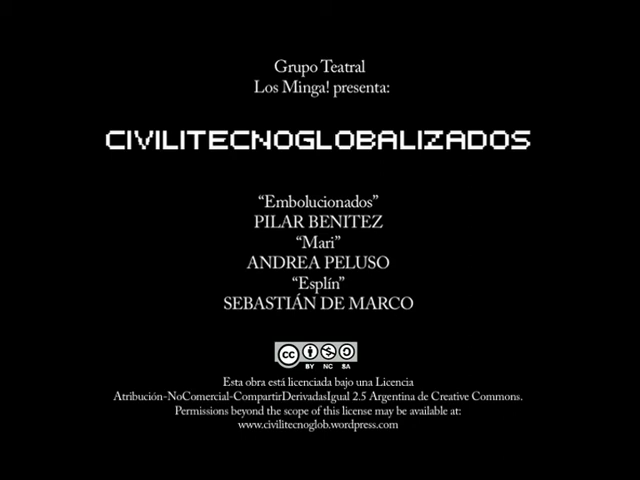 Grupo Teatral
Los Minga! presenta:
CIVILITECNOGLOBALIZADOS
“Embolucionados”
PILAR BENITEZ
“Mari”
ANDREA PELUSO
“Esplín”
SEBASTIÁN DE MARCO
cc
BY NC SA
Esta obra está licenciada bajo una Licencia
Atribución-NoComercial-CompartirDerivadasIgual 2.5 Argentina de Creative Commons.
Permissions beyond the scope of this license may be available at:
www.civilitecnoglob.wordpress.com